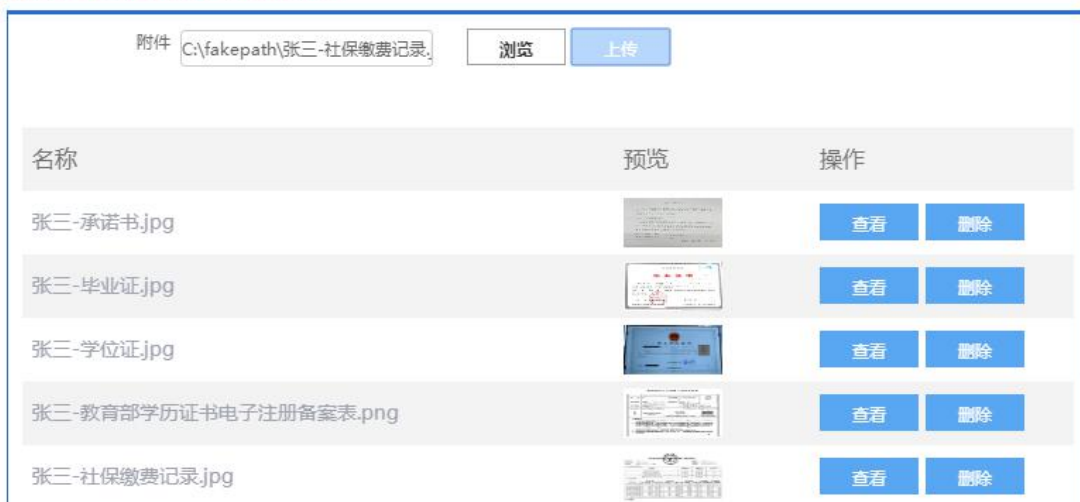 附件 C:\fakepath\张三-社保缴费记录. 浏览 上传
名称 预览 操作
张三-承诺书.jpg 查看 删除
张三-毕业证.jpg 查看 删除
张三-学位证.jpg 查看 删除
张三-教育部学历证书电子注册备案表.png 查看 删除
张三-社保缴费记录.jpg 查看 删除